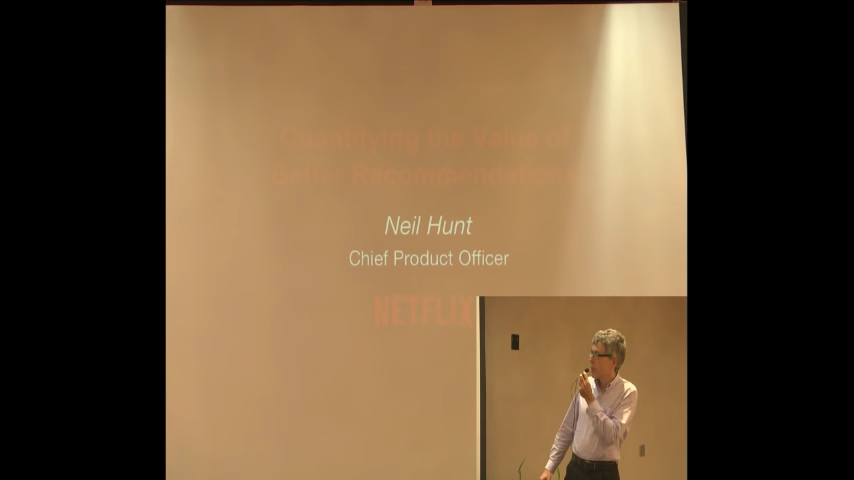 Quantifying the Value of
Better Recommendations
Neil Hunt
Chief Product Officer
NETFLIX